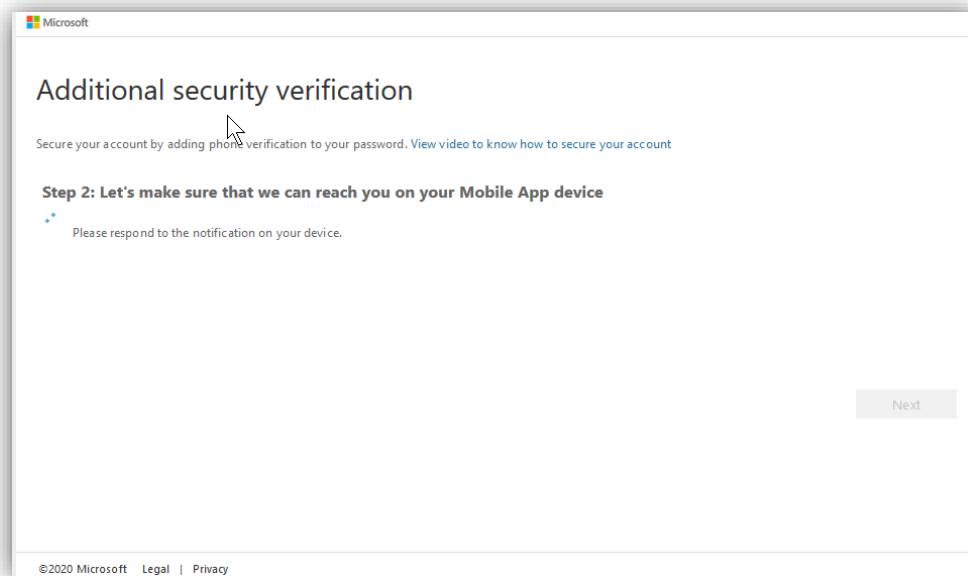 Microsoft
Additional security verification
Secure your account by adding phone verification to your password. View video to know how to secure your account
Step 2: Let's make sure that we can reach you on your Mobile App device
Please respond to the notification on your device.
Next
©2020 Microsoft Legal | Privacy